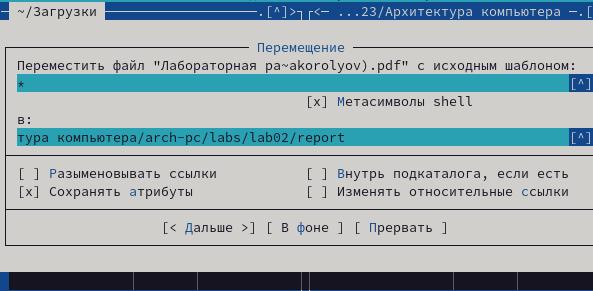 ~/Загрузки .[^]> <─ ...23/Архитектура компьютера ─.[
Перемещение
Переместить файл "Лабораторная ра~akorolyov).pdf" с исходным шаблоном:
* [^]
[x] Метасимволы shell
в:
тура компьютера/arch-pc/labs/lab02/report [^]
[ ] Разыменовывать ссылки [ ] Внутрь подкаталога, если есть
[x] Сохранять атрибуты [ ] Изменять относительные ссылки
[< Дальше >] [ В фоне ] [ Прервать ]